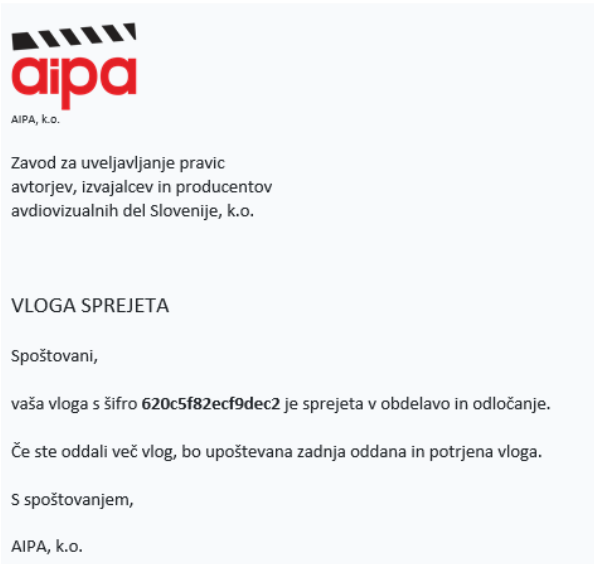 aipa
AIPA, k.o.
Zavod za uveljavljanje pravic
avtorjev, izvajalcev in producentov
avdiovizualnih del Slovenije, k.o.
VLOGA SPREJETA
Spoštovani,
vaša vloga s šifro 620c5f82ecf9dec2 je sprejeta v obdelavo in odločanje.
Če ste oddali več vlog, bo upoštevana zadnja oddana in potrjena vloga.
S spoštovanjem,
AIPA, k.o.